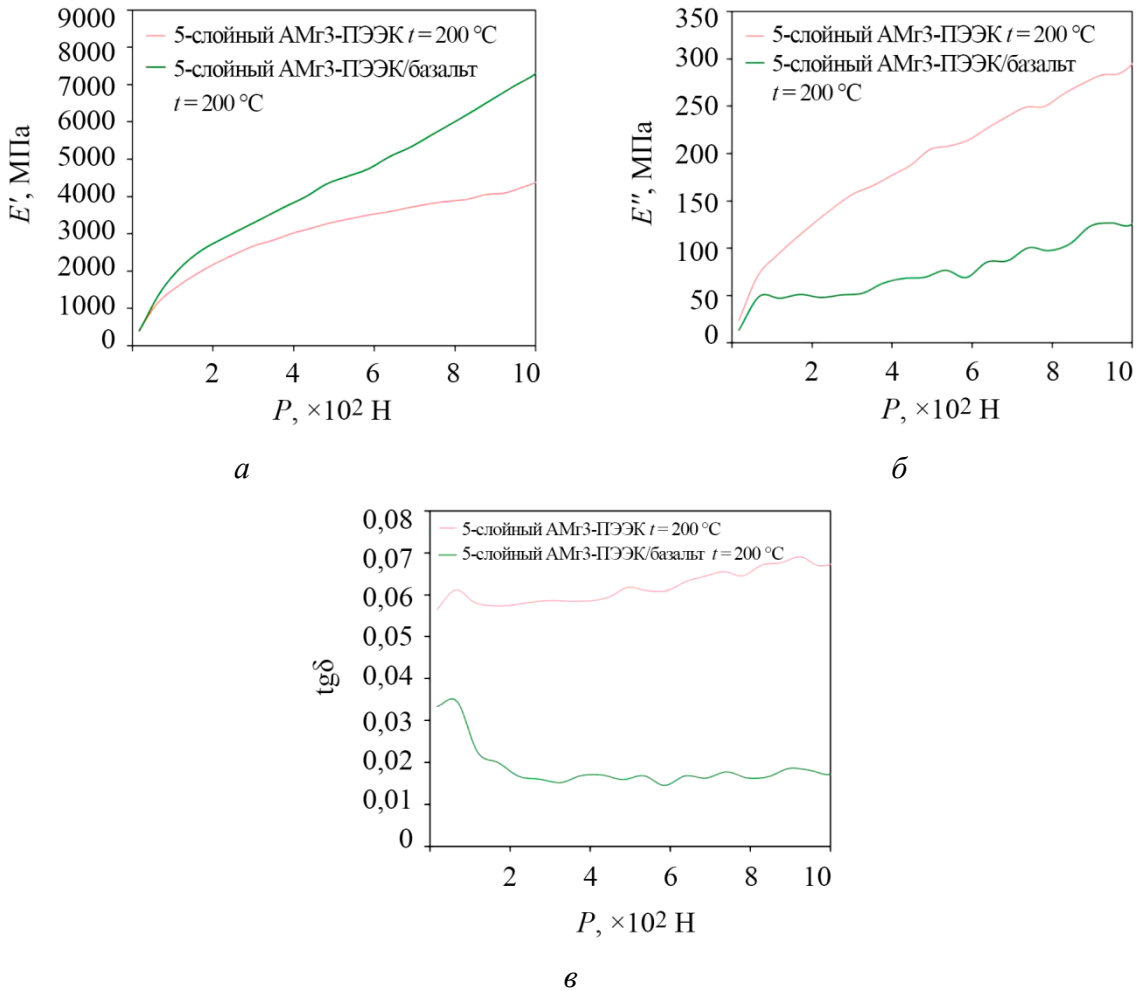 9000
8000
7000
6000
5000
4000
3000
2000
1000
0
E′, МПа
5-слойный АМг3-ПЭЭК t = 200 °C
5-слойный АМг3-ПЭЭК/базальт
t = 200 °C
2 4 6 8 10
P, ×10² Н
а
350
300
250
200
150
100
50
0
E″, МПа
5-слойный АМг3-ПЭЭК t = 200 °C
5-слойный АМг3-ПЭЭК/базальт
t = 200 °C
2 4 6 8 10
P, ×10² Н
б
0,08
0,07
0,06
0,05
0,04
0,03
0,02
0,01
0
tgδ
5-слойный АМг3-ПЭЭК t = 200 °C
5-слойный АМг3-ПЭЭК/базальт t = 200 °C
2 4 6 8 10
P, ×10² Н
в